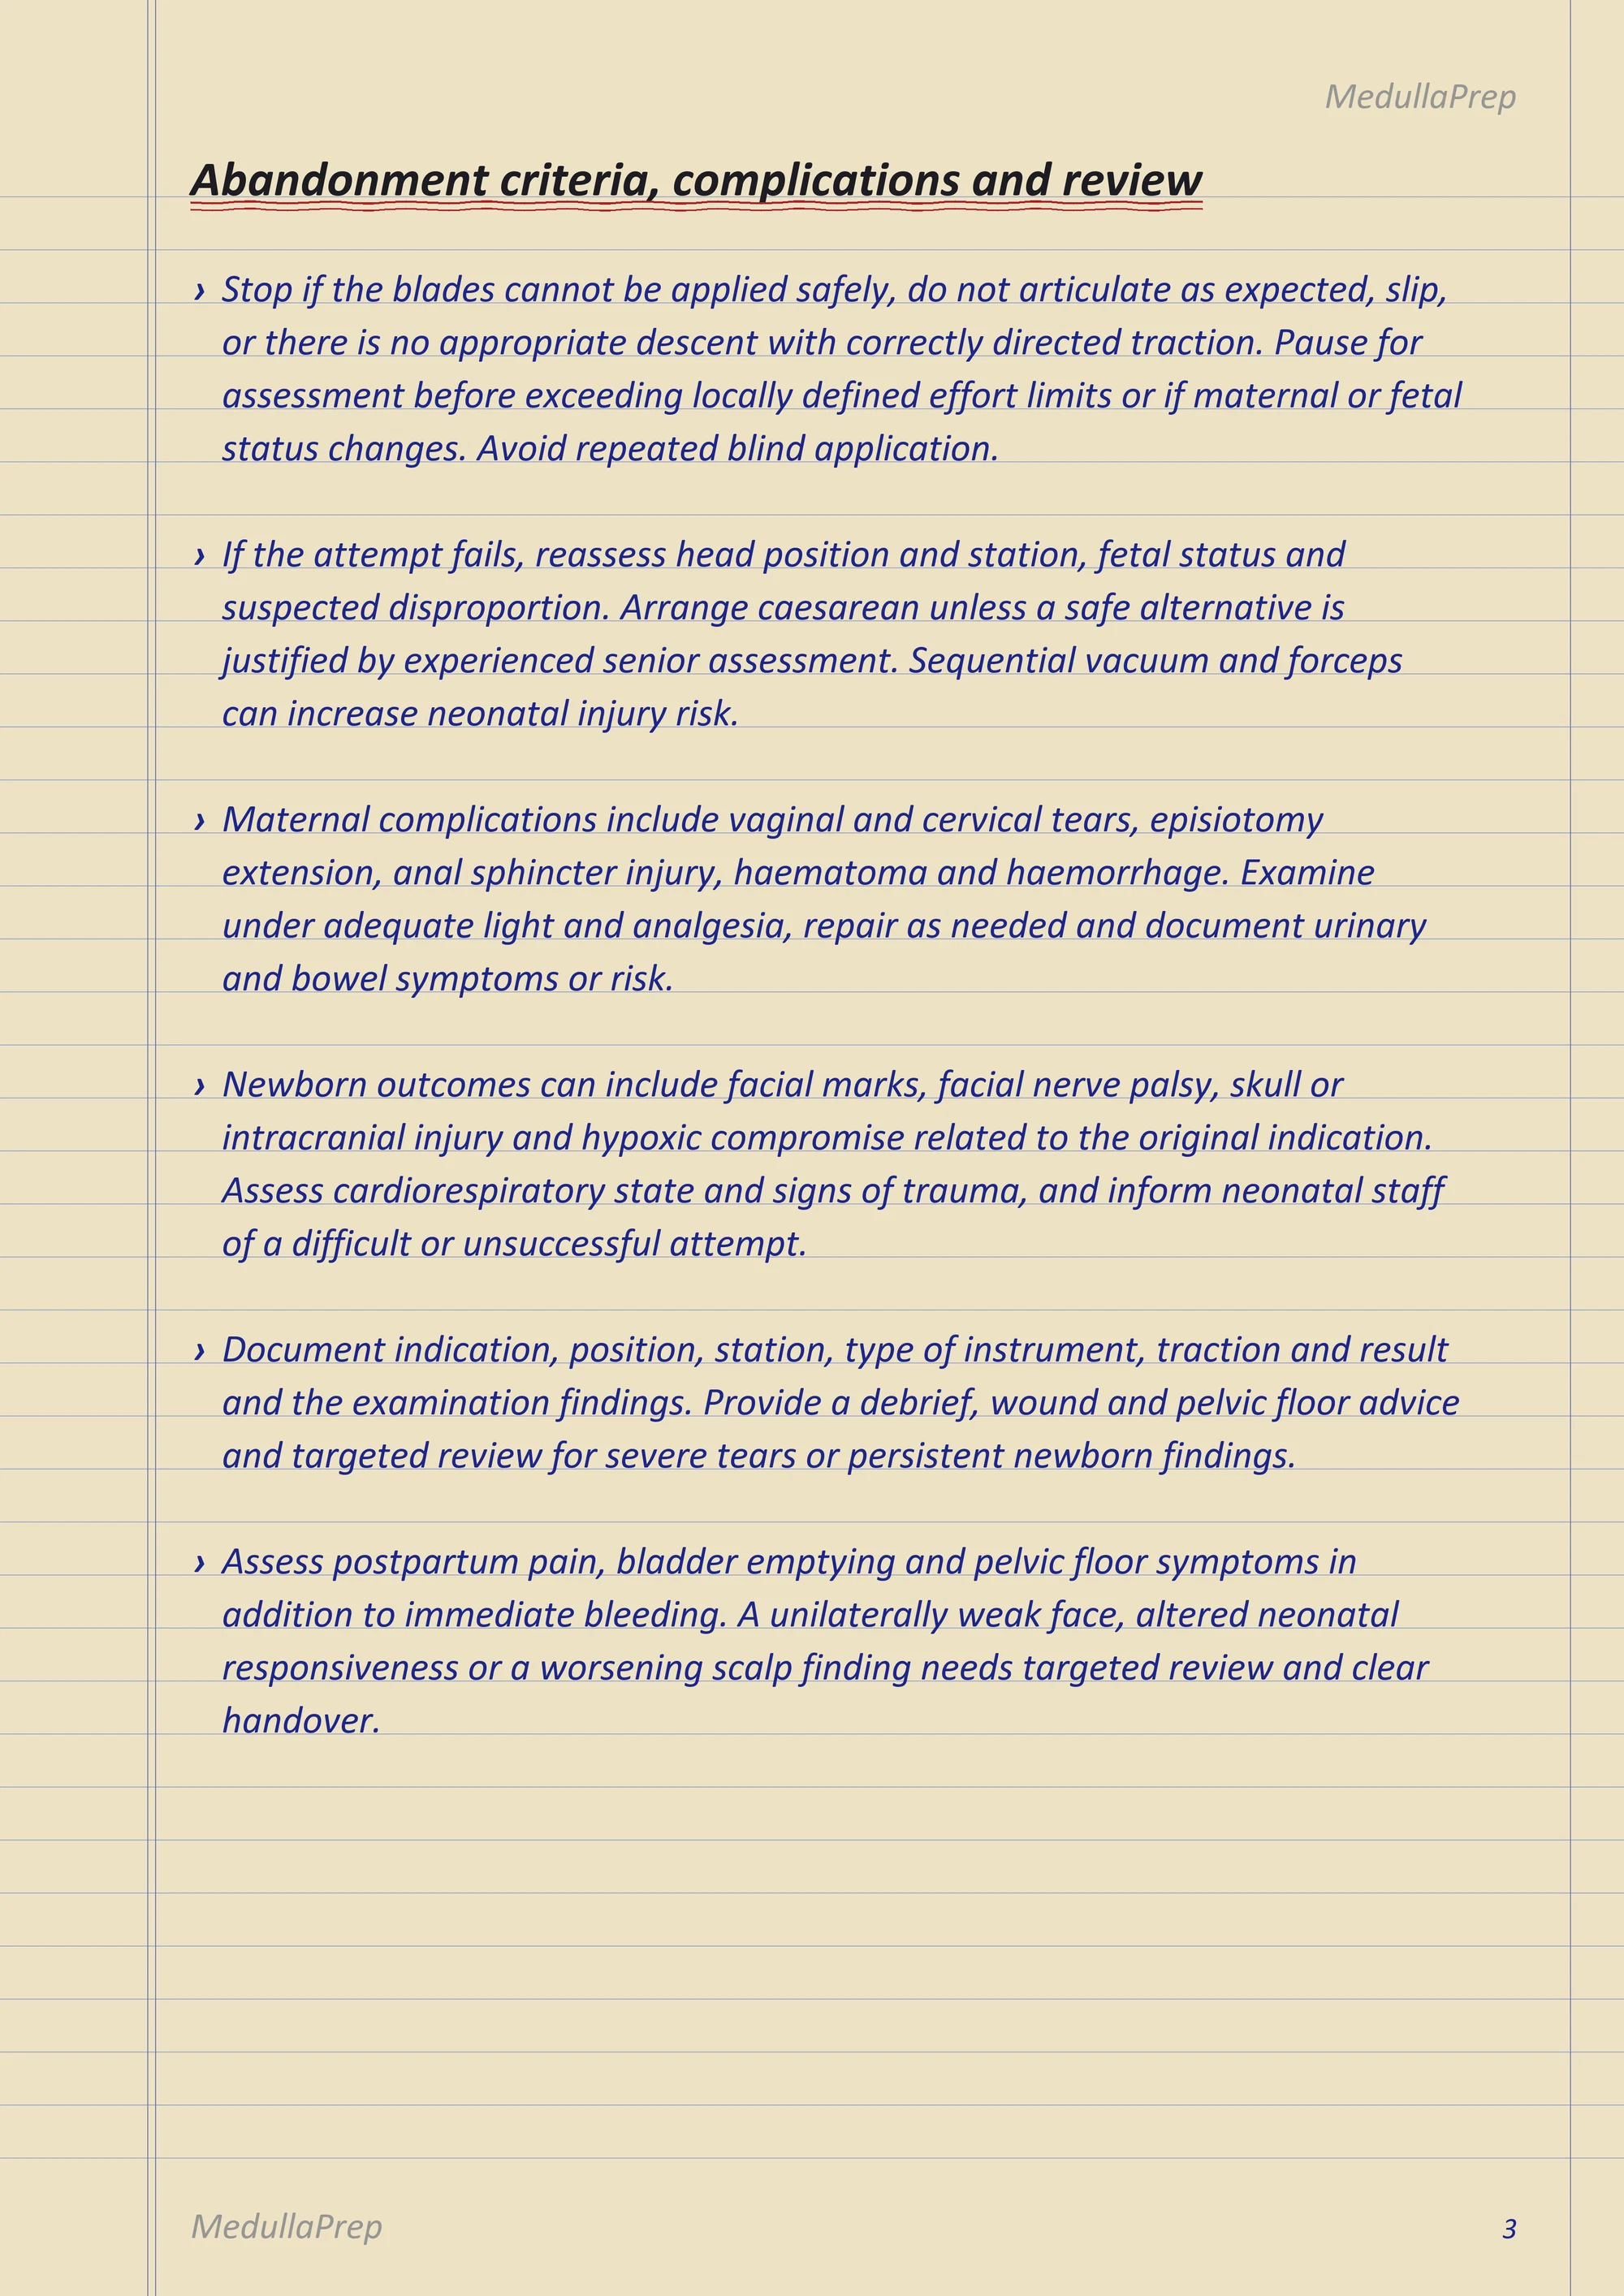 MedullaPrep
Abandonment criteria, complications and review
› Stop if the blades cannot be applied safely, do not articulate as expected, slip,
or there is no appropriate descent with correctly directed traction. Pause for
assessment before exceeding locally defined effort limits or if maternal or fetal
status changes. Avoid repeated blind application.
› If the attempt fails, reassess head position and station, fetal status and
suspected disproportion. Arrange caesarean unless a safe alternative is
justified by experienced senior assessment. Sequential vacuum and forceps
can increase neonatal injury risk.
› Maternal complications include vaginal and cervical tears, episiotomy
extension, anal sphincter injury, haematoma and haemorrhage. Examine
under adequate light and analgesia, repair as needed and document urinary
and bowel symptoms or risk.
› Newborn outcomes can include facial marks, facial nerve palsy, skull or
intracranial injury and hypoxic compromise related to the original indication.
Assess cardiorespiratory state and signs of trauma, and inform neonatal staff
of a difficult or unsuccessful attempt.
› Document indication, position, station, type of instrument, traction and result
and the examination findings. Provide a debrief, wound and pelvic floor advice
and targeted review for severe tears or persistent newborn findings.
› Assess postpartum pain, bladder emptying and pelvic floor symptoms in
addition to immediate bleeding. A unilaterally weak face, altered neonatal
responsiveness or a worsening scalp finding needs targeted review and clear
handover.
MedullaPrep
3